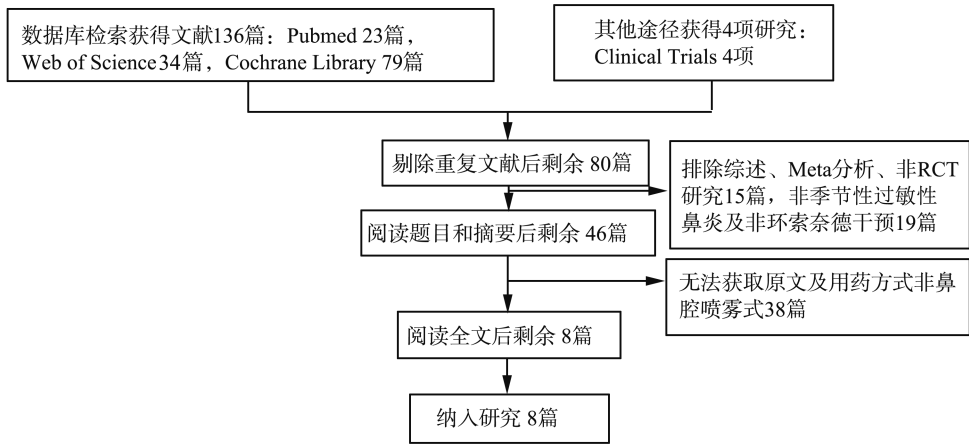 数据库检索获得文献136篇：Pubmed 23篇，
Web of Science 34篇，Cochrane Library 79篇
其他途径获得4项研究：
Clinical Trials 4项
剔除重复文献后剩余 80篇
排除综述、Meta分析、非RCT
研究15篇，非季节性过敏性
鼻炎及非环索奈德干预19篇
阅读题目和摘要后剩余 46篇
无法获取原文及用药方式非鼻
腔喷雾式38篇
阅读全文后剩余 8篇
纳入研究 8篇